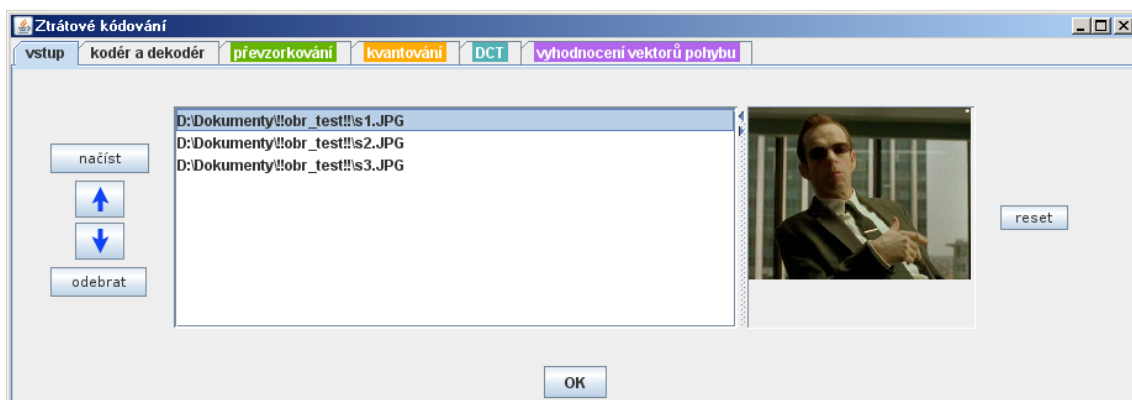 Ztrátové kódování
vstup kodér a dekodér převzorkování kvantování DCT vyhodnocení vektorů pohybu
D:\Dokumenty\!!obr_test!!\s1.JPG
D:\Dokumenty\!!obr_test!!\s2.JPG
D:\Dokumenty\!!obr_test!!\s3.JPG
načíst
odebrat
reset
OK